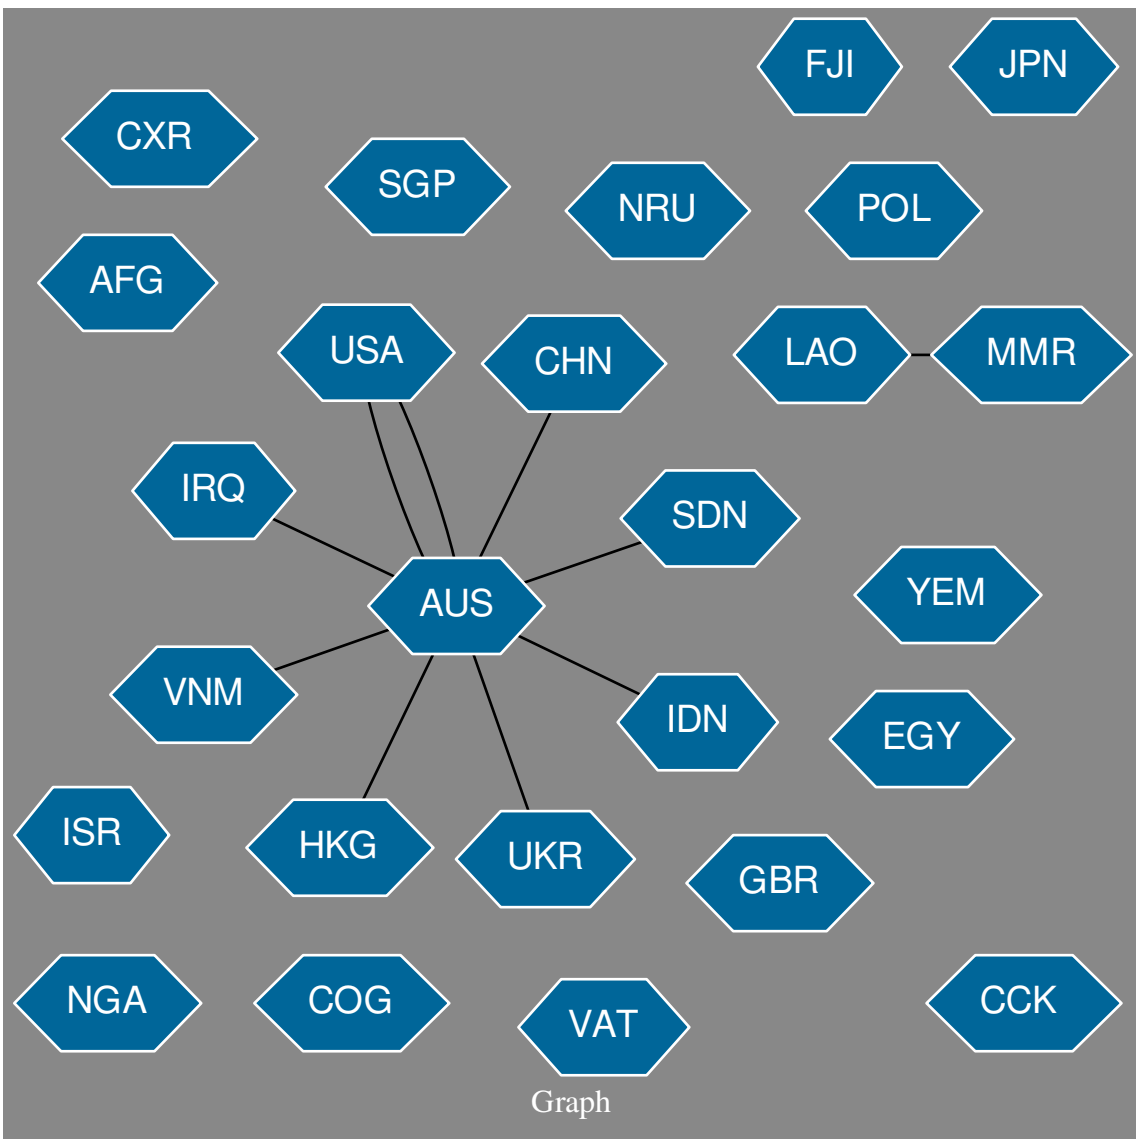 FJI
JPN
CXR
SGP
NRU
POL
AFG
USA
CHN
LAO
MMR
IRQ
SDN
YEM
AUS
VNM
IDN
EGY
ISR
HKG
UKR
GBR
NGA
COG
VAT
CCK
Graph